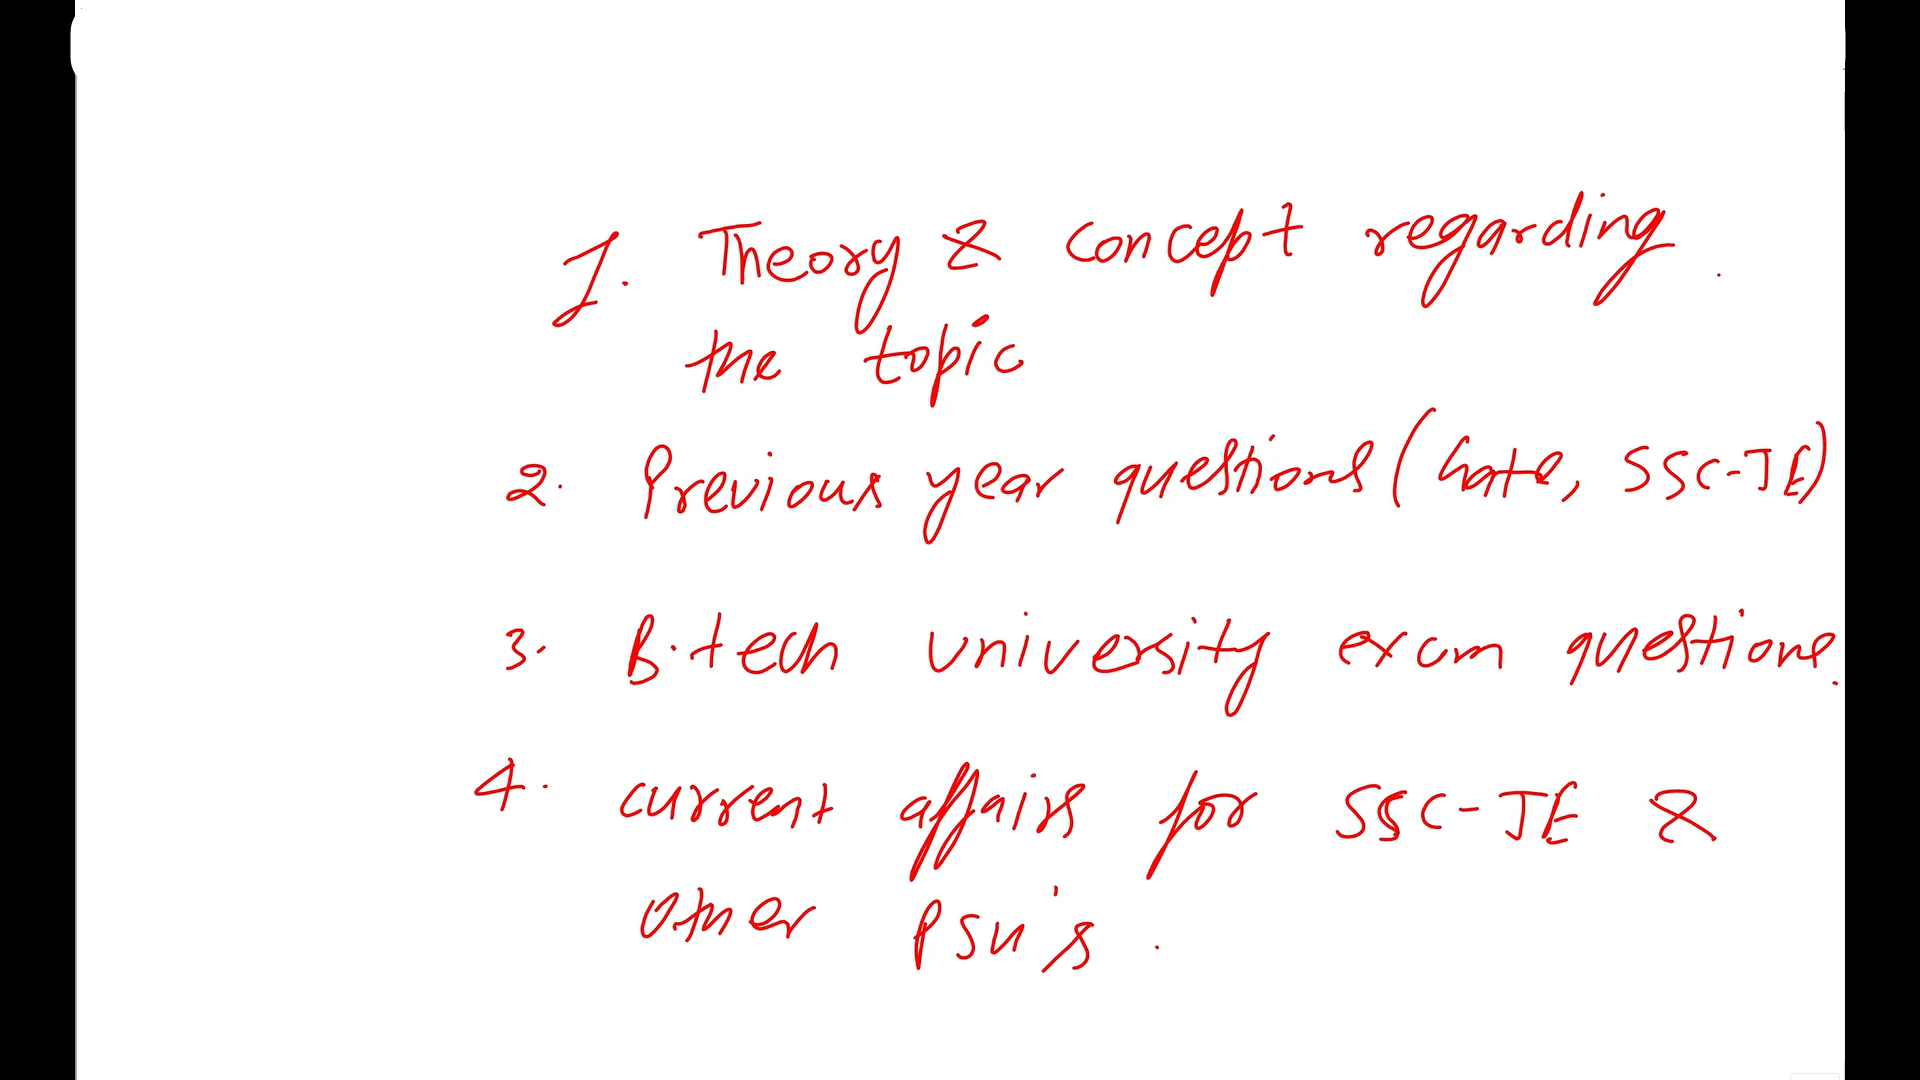 1. Theory & concept regarding
the topic
2. Previous year questions (Gate, SSC-JE)
3. B.tech university exam questions.
4. current affairs for SSC-JE &
other PSU's.